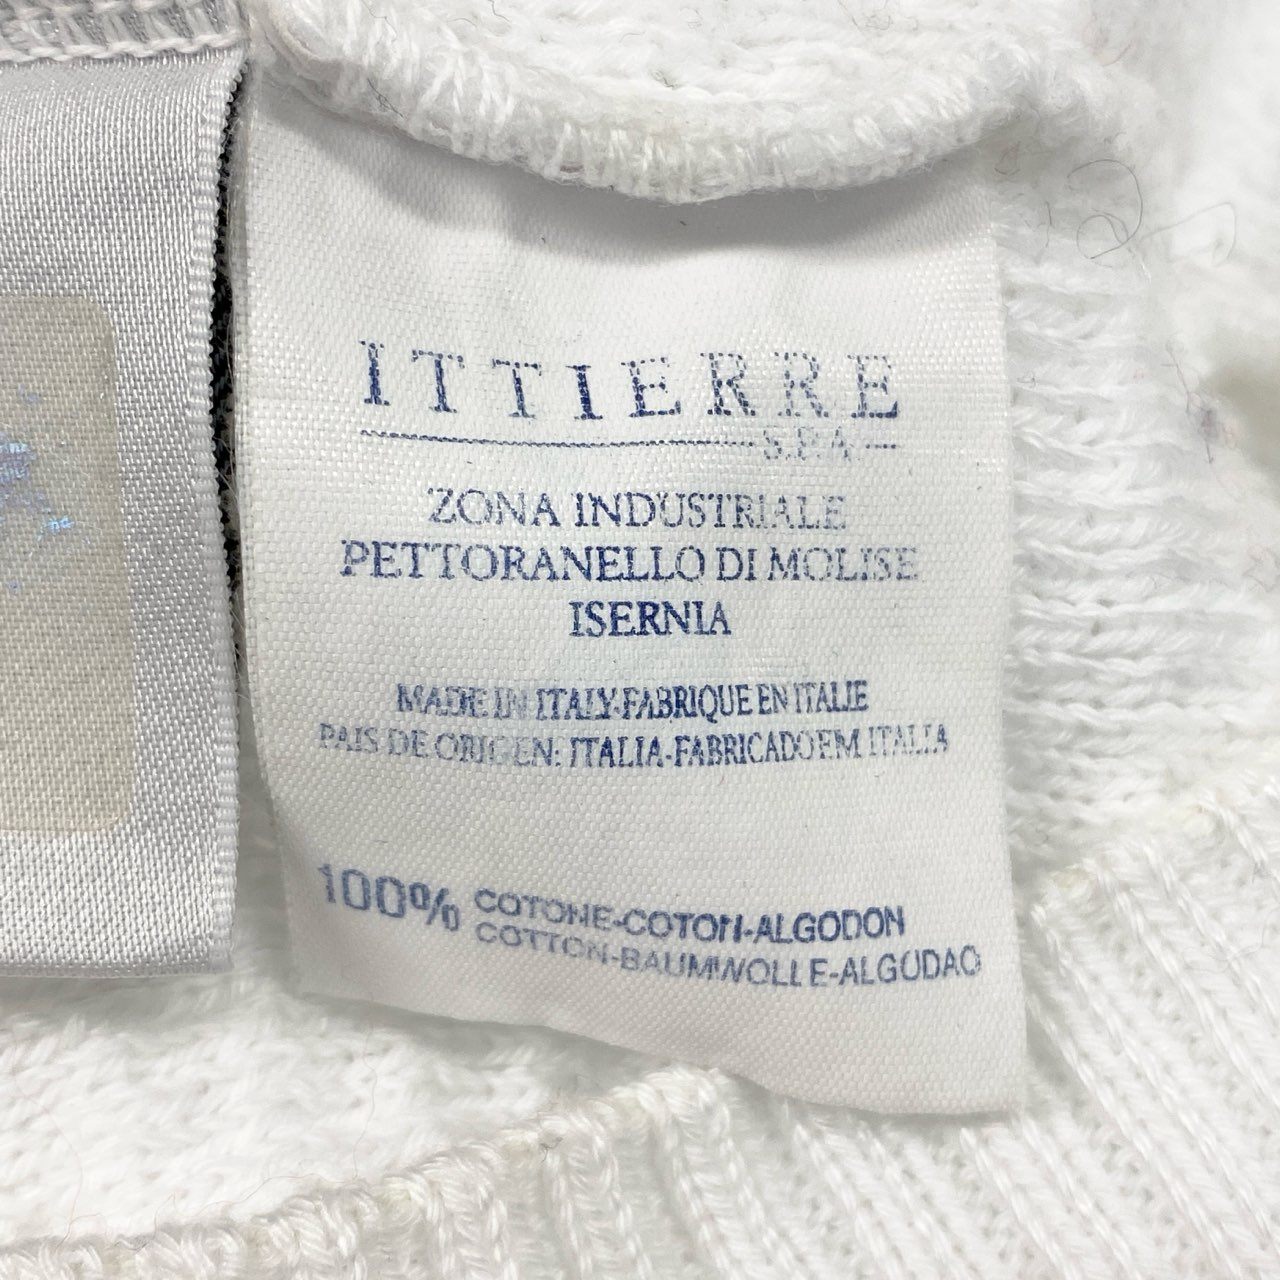 ITTIERRE
S.P.A.
ZONA INDUSTRIALE
PETTORANELLO DI MOLISE
ISERNIA
MADE IN ITALY-FABRIQUE EN ITALIE
PAIS DE ORIGEN: ITALIA-FABRICADO EM ITALIA
100% COTONE-COTON-ALGODON
COTTON-BAUMWOLLE-ALGUDAO